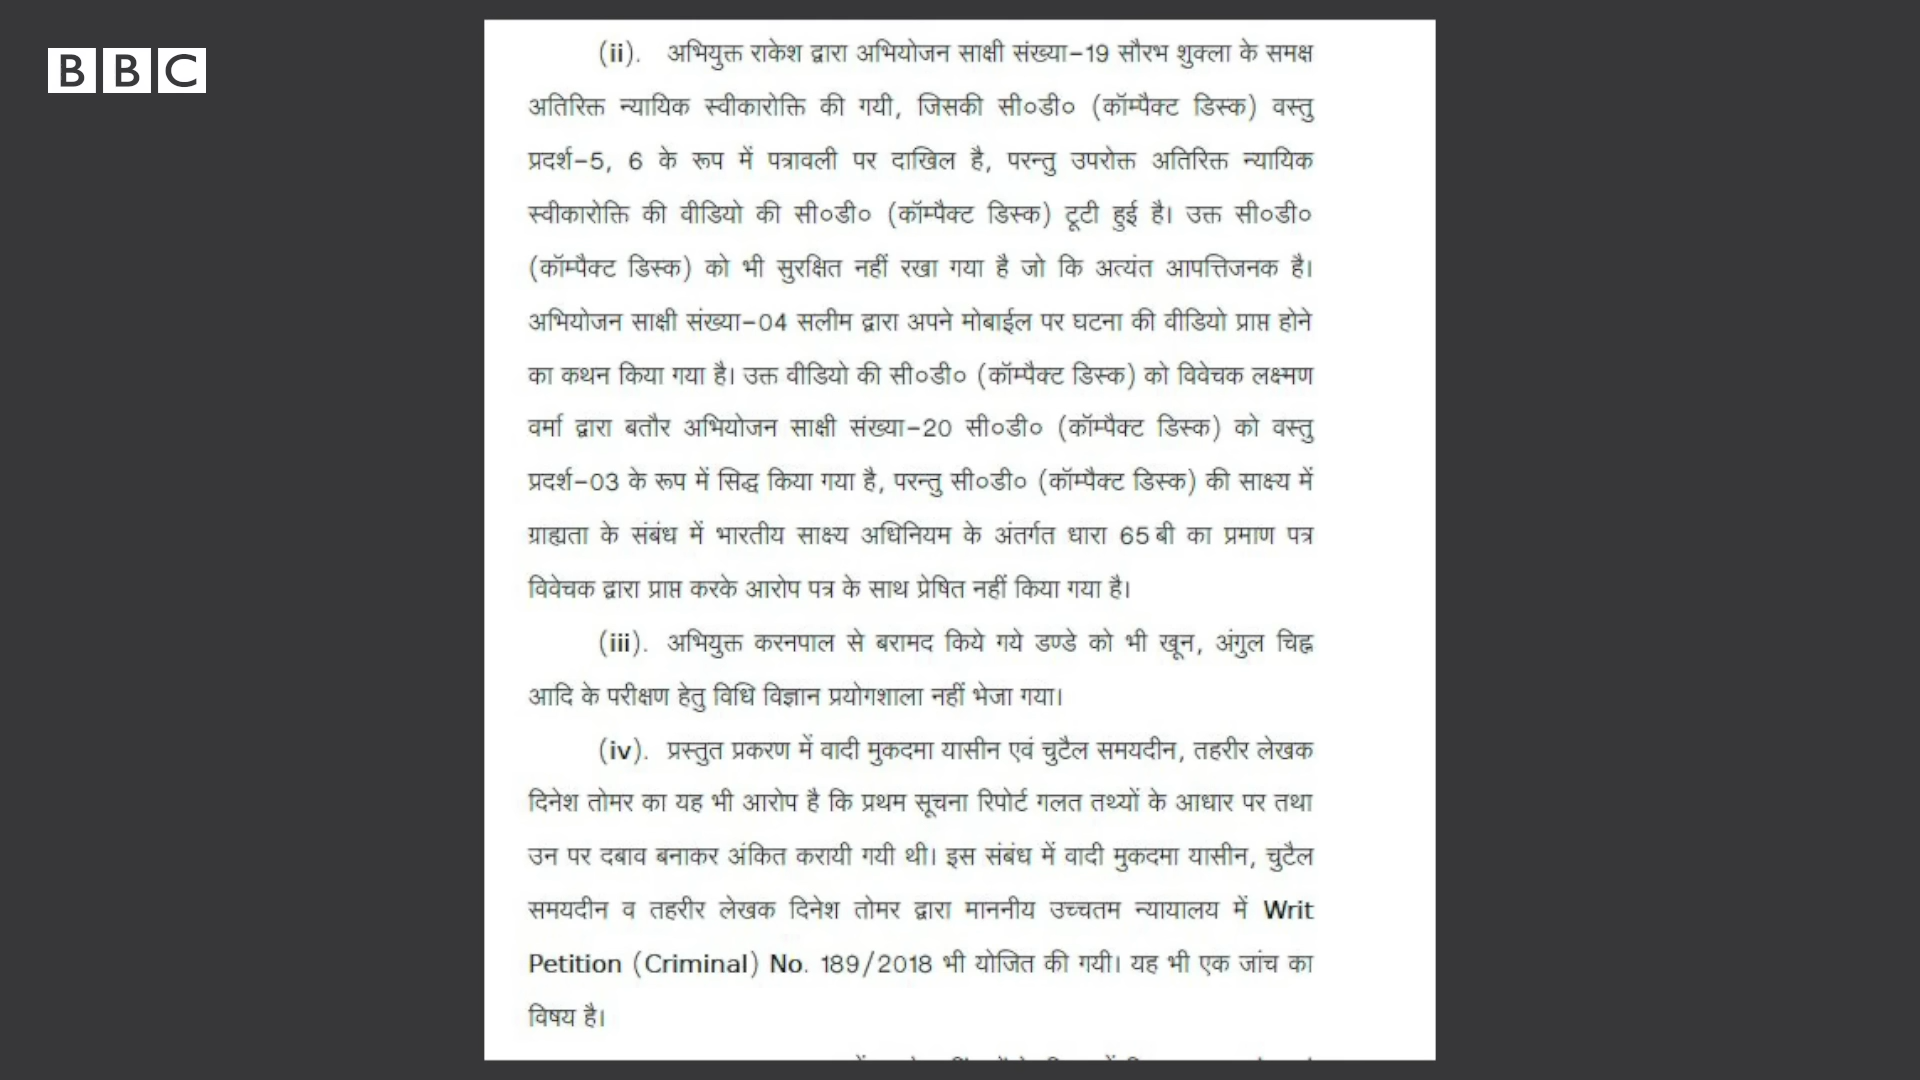 BBC
(ii). अभियुक्त राकेश द्वारा अभियोजन साक्षी संख्या-19 सौरभ शुक्ला के समक्ष
अतिरिक्त न्यायिक स्वीकारोक्ति की गयी, जिसकी सी०डी० (कॉम्पैक्ट डिस्क) वस्तु
प्रदर्श-5, 6 के रूप में पत्रावली पर दाखिल है, परन्तु उपरोक्त अतिरिक्त न्यायिक
स्वीकारोक्ति की वीडियो की सी०डी० (कॉम्पैक्ट डिस्क) टूटी हुई है। उक्त सी०डी०
(कॉम्पैक्ट डिस्क) को भी सुरक्षित नहीं रखा गया है जो कि अत्यंत आपत्तिजनक है।
अभियोजन साक्षी संख्या-04 सलीम द्वारा अपने मोबाईल पर घटना की वीडियो प्राप्त होने
का कथन किया गया है। उक्त वीडियो की सी०डी० (कॉम्पैक्ट डिस्क) को विवेचक लक्ष्मण
वर्मा द्वारा बतौर अभियोजन साक्षी संख्या-20 सी०डी० (कॉम्पैक्ट डिस्क) को वस्तु
प्रदर्श-03 के रूप में सिद्ध किया गया है, परन्तु सी०डी० (कॉम्पैक्ट डिस्क) की साक्ष्य में
ग्राह्यता के संबंध में भारतीय साक्ष्य अधिनियम के अंतर्गत धारा 65 बी का प्रमाण पत्र
विवेचक द्वारा प्राप्त करके आरोप पत्र के साथ प्रेषित नहीं किया गया है।
(iii). अभियुक्त करनपाल से बरामद किये गये डण्डे को भी खून, अंगुल चिह्न
आदि के परीक्षण हेतु विधि विज्ञान प्रयोगशाला नहीं भेजा गया।
(iv). प्रस्तुत प्रकरण में वादी मुकदमा यासीन एवं चुटैल समयदीन, तहरीर लेखक
दिनेश तोमर का यह भी आरोप है कि प्रथम सूचना रिपोर्ट गलत तथ्यों के आधार पर तथा
उन पर दबाव बनाकर अंकित करायी गयी थी। इस संबंध में वादी मुकदमा यासीन, चुटैल
समयदीन व तहरीर लेखक दिनेश तोमर द्वारा माननीय उच्चतम न्यायालय में Writ
Petition (Criminal) No. 189/2018 भी योजित की गयी। यह भी एक जांच का
विषय है।